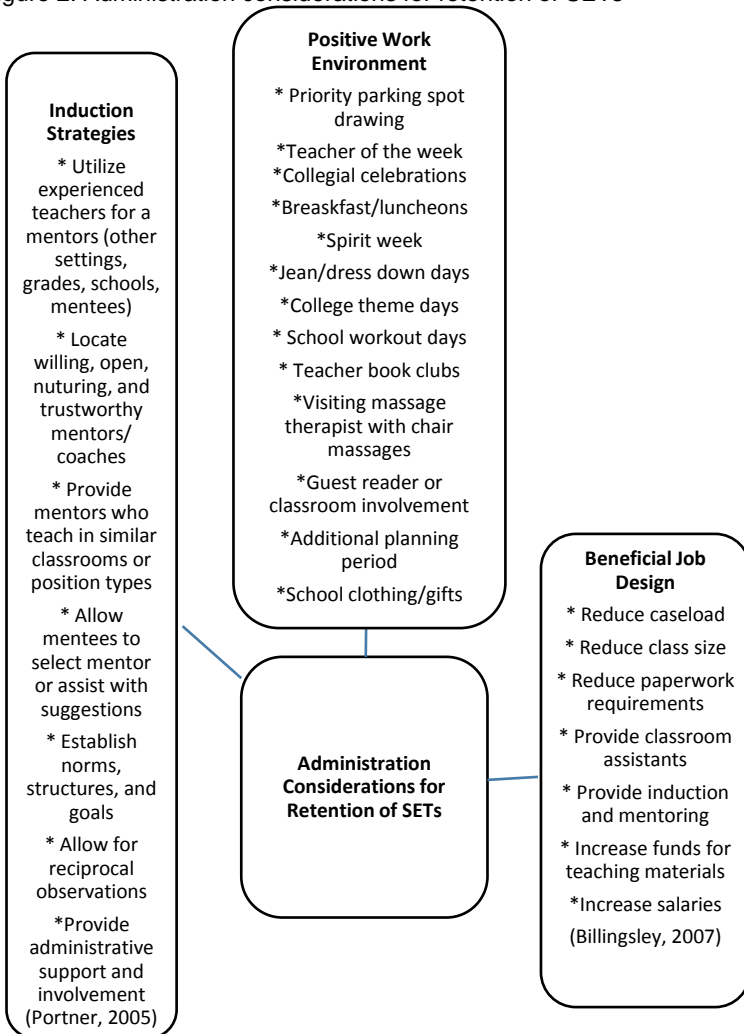 Figure 2. Administration considerations for retention of SETs
Positive Work
Environment
* Priority parking spot
drawing
*Teacher of the week
*Collegial celebrations
*Breaskfast/luncheons
*Spirit week
*Jean/dress down days
*College theme days
* School workout days
* Teacher book clubs
*Visiting massage
therapist with chair
massages
*Guest reader or
classroom involvement
*Additional planning
period
*School clothing/gifts
Induction
Strategies
* Utilize
experienced
teachers for a
mentors (other
settings,
grades, schools,
mentees)
* Locate
willing, open,
nuturing, and
trustworthy
mentors/
coaches
* Provide
mentors who
teach in similar
classrooms or
position types
* Allow
mentees to
select mentor
or assist with
suggestions
* Establish
norms,
structures, and
goals
* Allow for
reciprocal
observations
*Provide
administrative
support and
involvement
(Portner, 2005)
Administration
Considerations for
Retention of SETs
Beneficial Job
Design
* Reduce caseload
* Reduce class size
* Reduce paperwork
requirements
* Provide classroom
assistants
* Provide induction
and mentoring
* Increase funds for
teaching materials
*Increase salaries
(Billingsley, 2007)